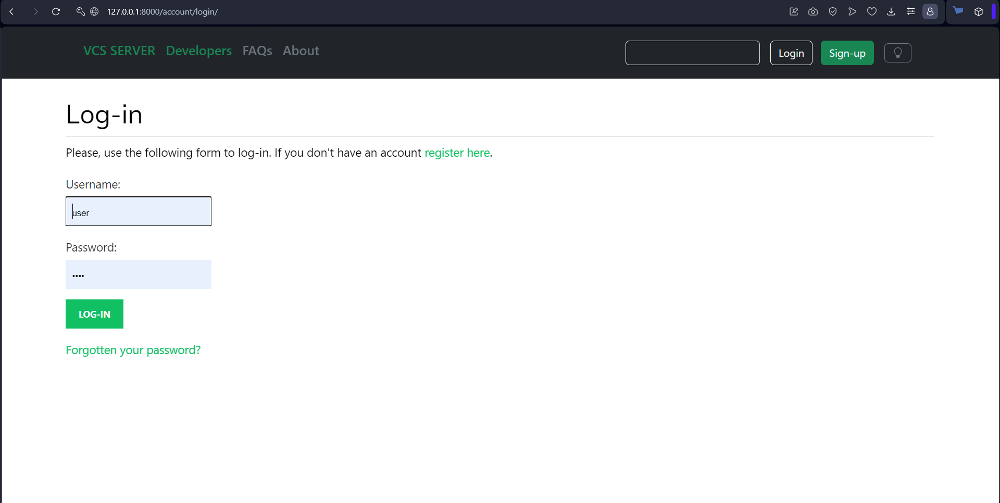 127.0.0.1:8000/account/login/
VCS SERVER Developers FAQs About
Login Sign-up
Log-in
Please, use the following form to log-in. If you don't have an account register here.
Username:
user
Password:
••••
LOG-IN
Forgotten your password?